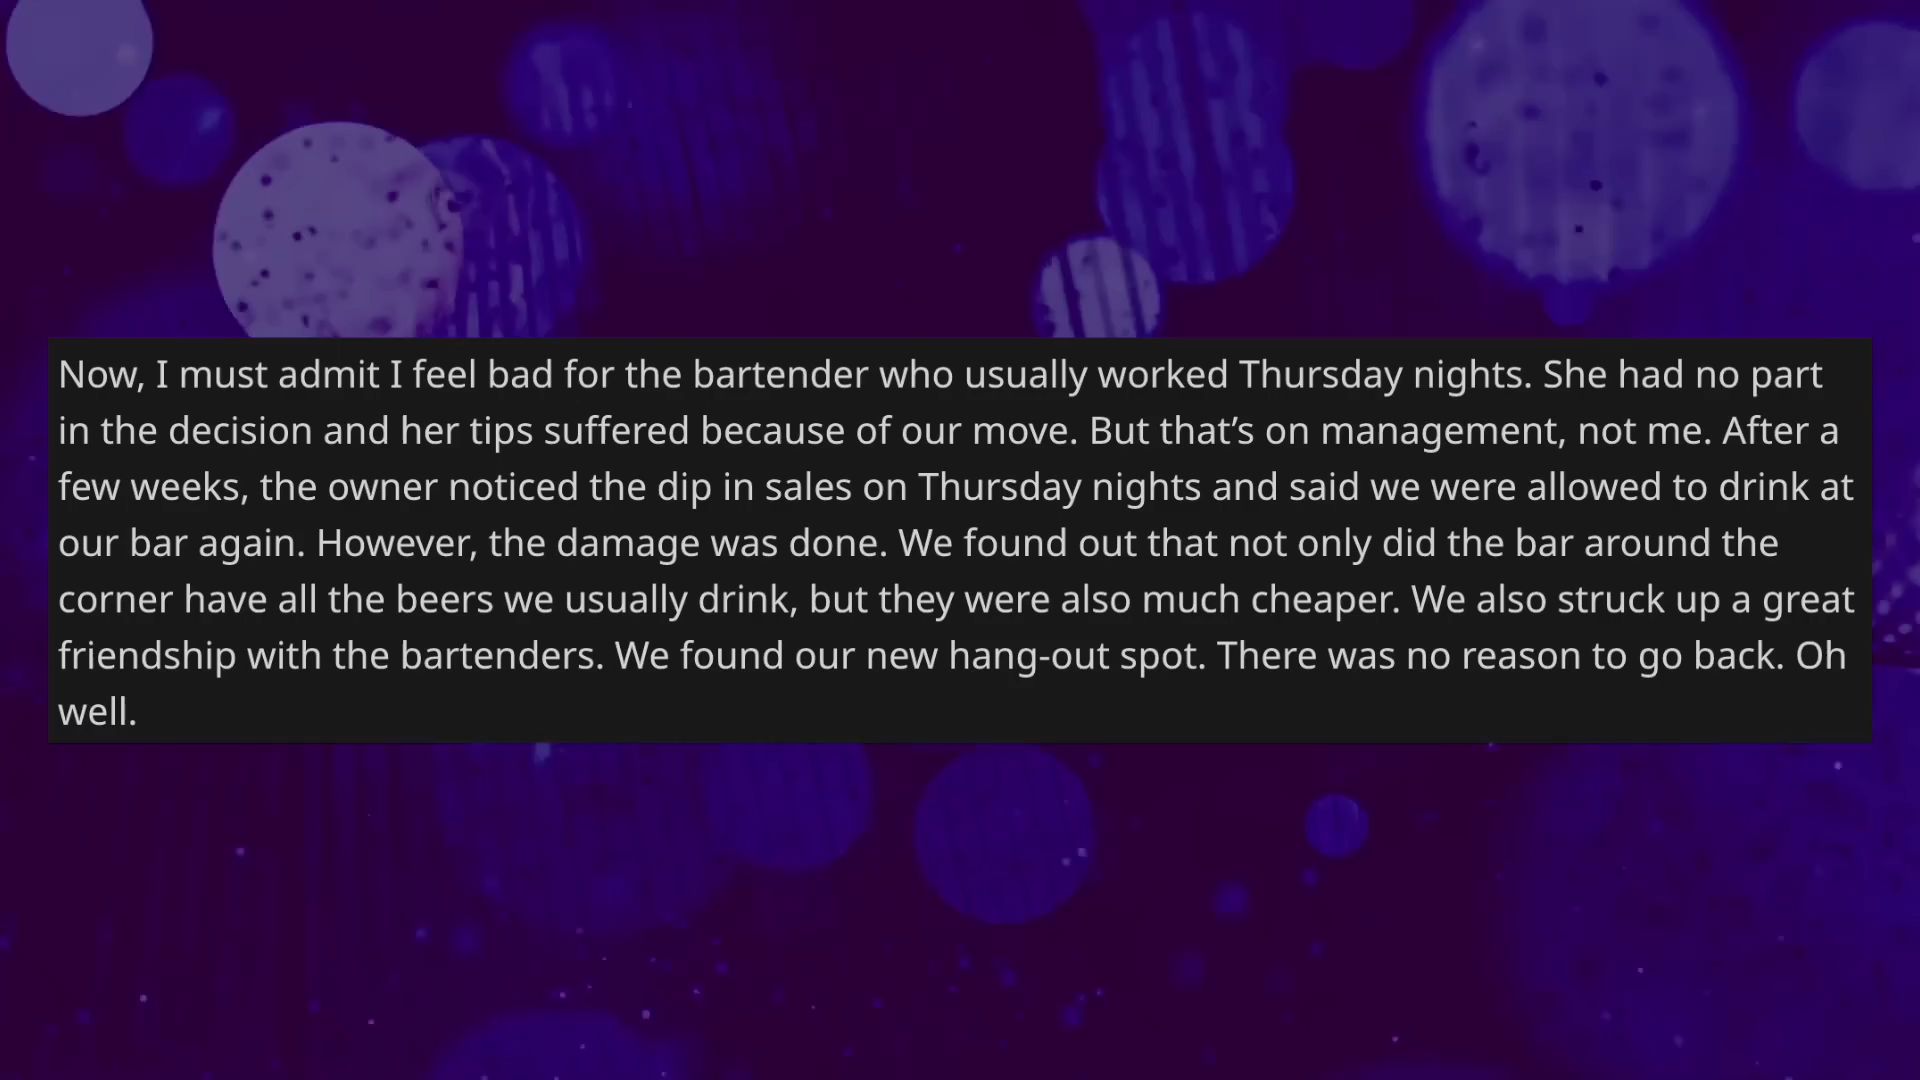 Now, I must admit I feel bad for the bartender who usually worked Thursday nights. She had no part
in the decision and her tips suffered because of our move. But that’s on management, not me. After a
few weeks, the owner noticed the dip in sales on Thursday nights and said we were allowed to drink at
our bar again. However, the damage was done. We found out that not only did the bar around the
corner have all the beers we usually drink, but they were also much cheaper. We also struck up a great
friendship with the bartenders. We found our new hang-out spot. There was no reason to go back. Oh
well.